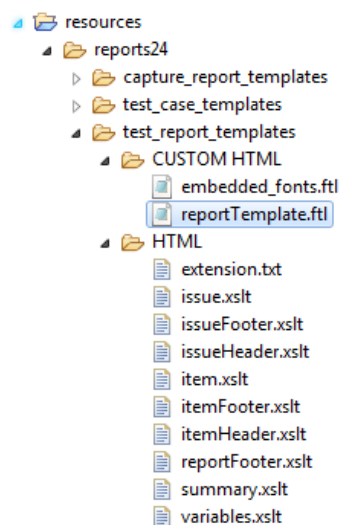 resources
reports24
capture_report_templates
test_case_templates
test_report_templates
CUSTOM HTML
embedded_fonts.ftl
reportTemplate.ftl
HTML
extension.txt
issue.xslt
issueFooter.xslt
issueHeader.xslt
item.xslt
itemFooter.xslt
itemHeader.xslt
reportFooter.xslt
summary.xslt
variables.xslt